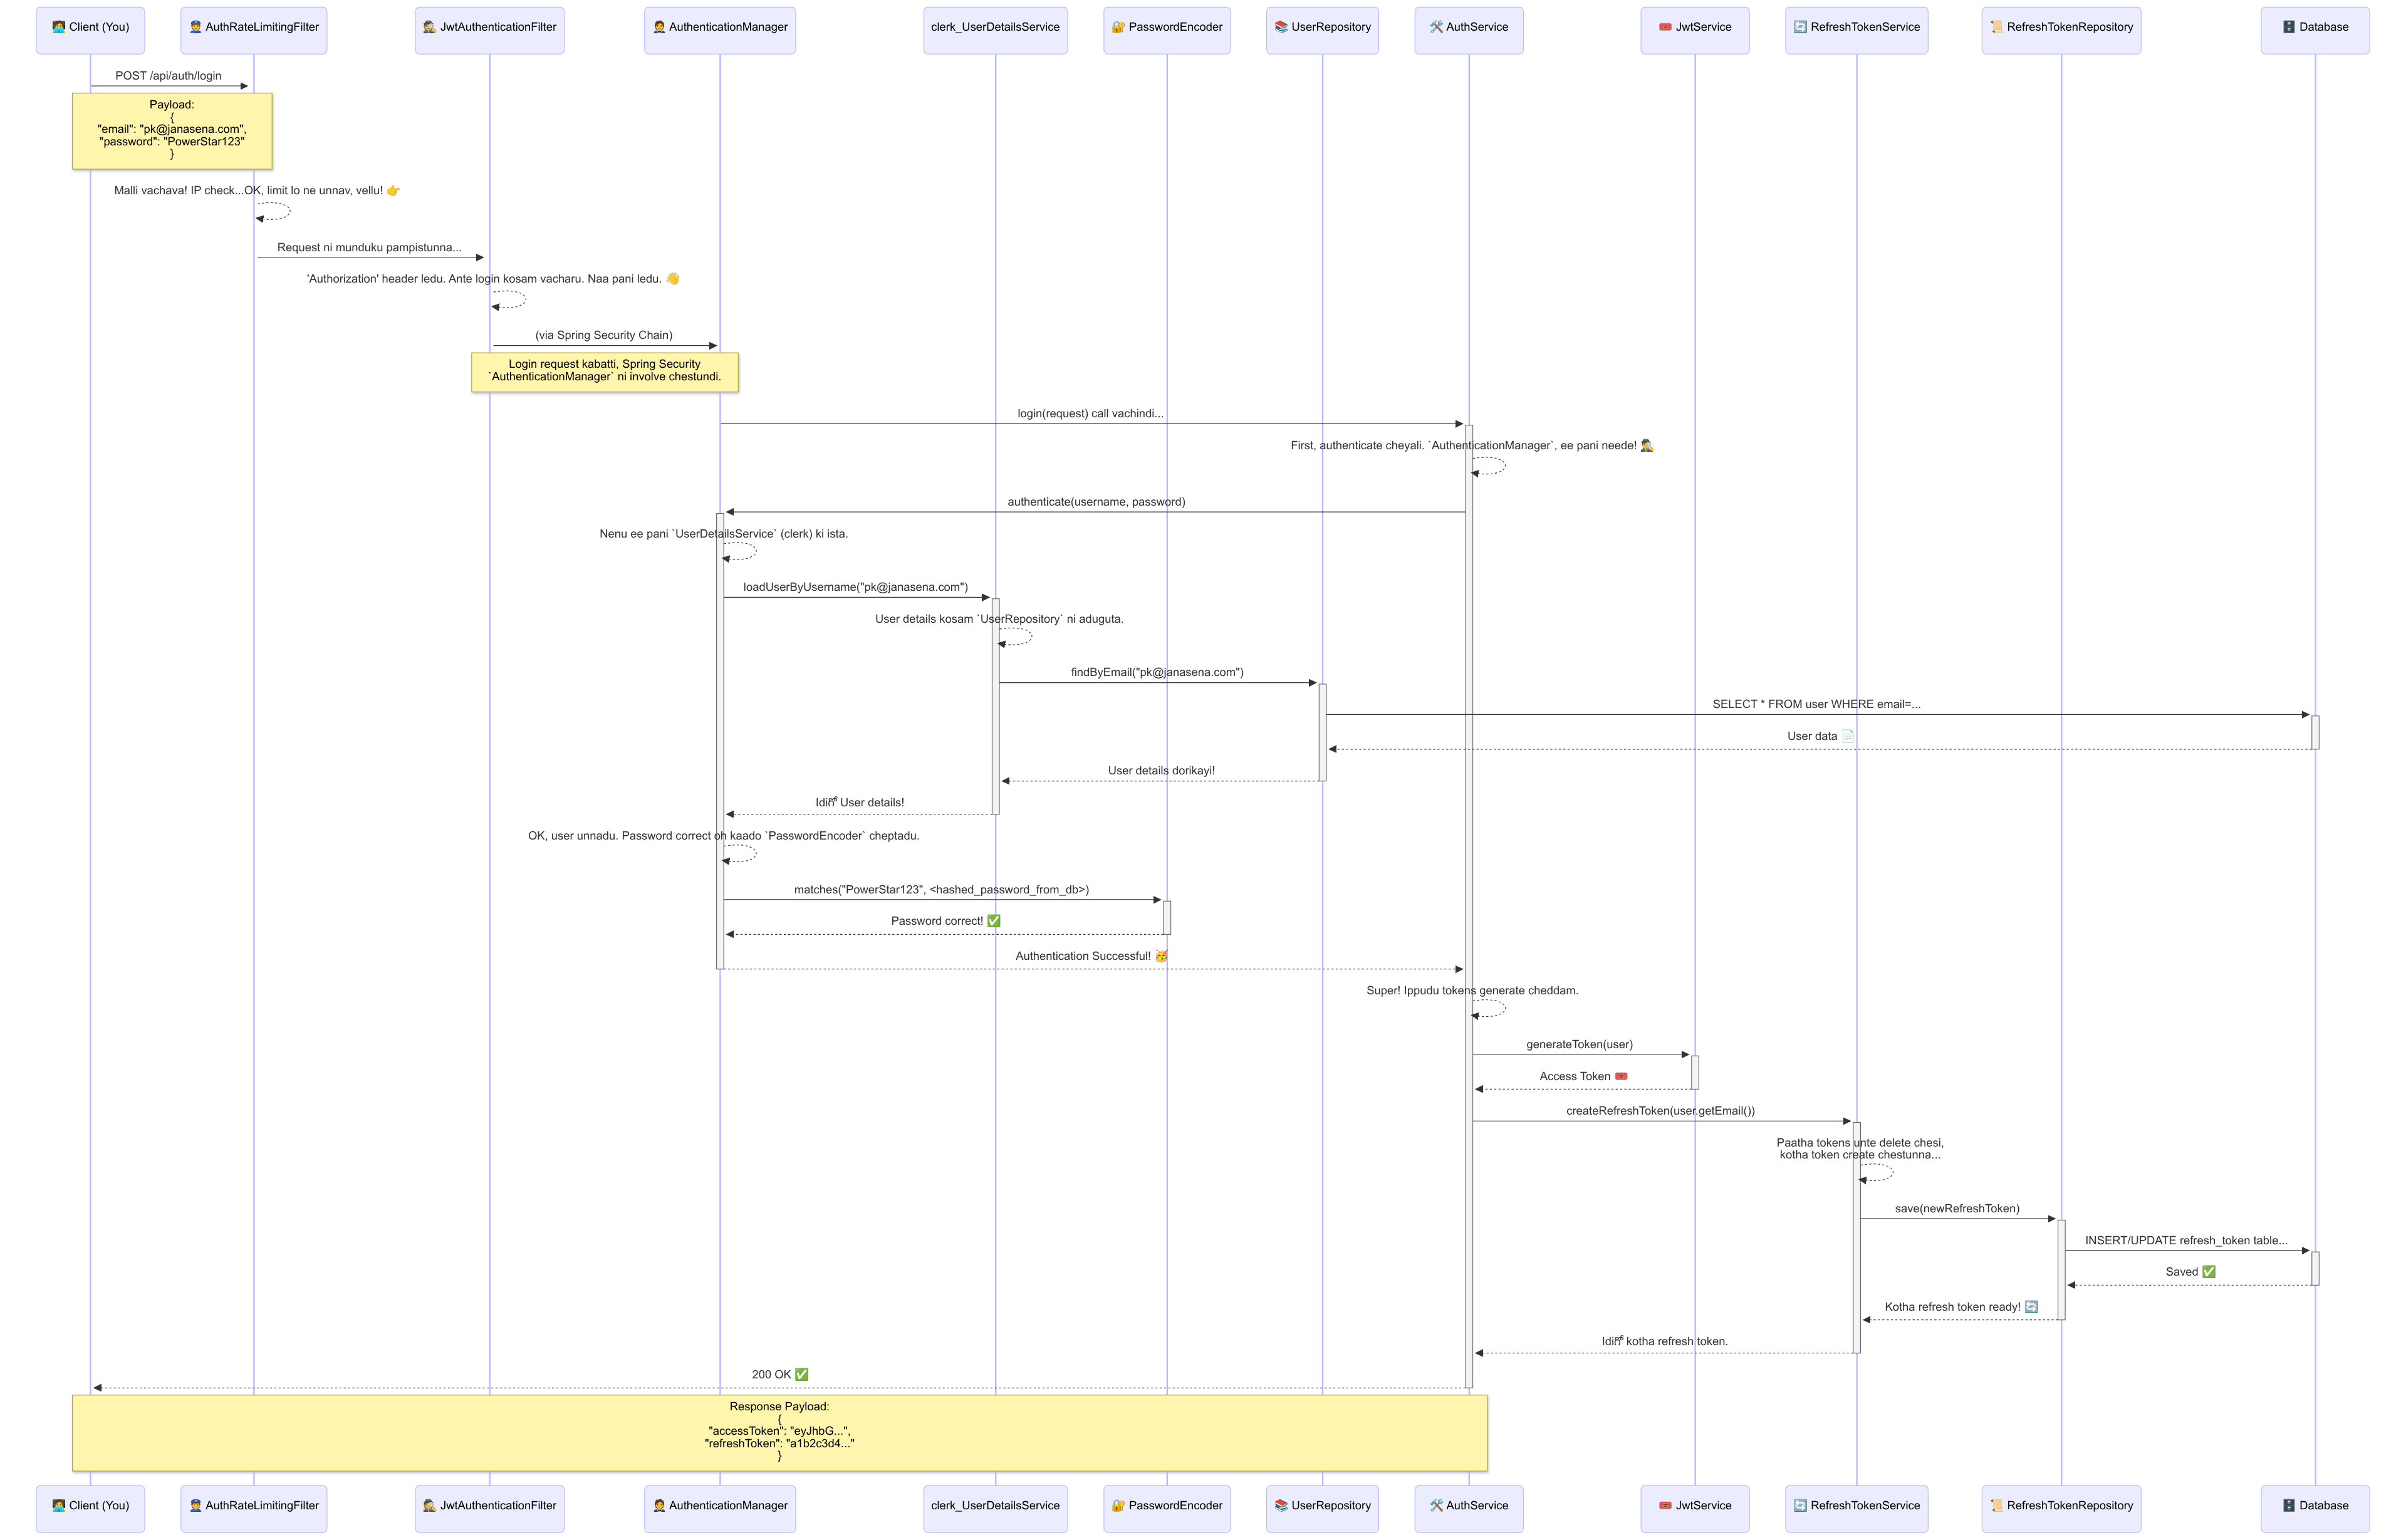 🧑‍💻 Client (You)
👮 AuthRateLimitingFilter
🕵️ JwtAuthenticationFilter
🤵 AuthenticationManager
clerk_UserDetailsService
🔐 PasswordEncoder
📚 UserRepository
🛠️ AuthService
🎟️ JwtService
🔄 RefreshTokenService
📜 RefreshTokenRepository
🗄️ Database
POST /api/auth/login
Payload:
{
"email": "pk@janasena.com",
"password": "PowerStar123"
}
Malli vachava! IP check...OK, limit lo ne unnav, vellu! 👉
Request ni munduku pampistunna...
'Authorization' header ledu. Ante login kosam vacharu. Naa pani ledu. 👋
(via Spring Security Chain)
Login request kabatti, Spring Security
`AuthenticationManager` ni involve chestundi.
login(request) call vachindi...
First, authenticate cheyali. `AuthenticationManager`, ee pani neede! 🕵️
authenticate(username, password)
Nenu ee pani `UserDetailsService` (clerk) ki ista.
loadUserByUsername("pk@janasena.com")
User details kosam `UserRepository` ni aduguta.
findByEmail("pk@janasena.com")
SELECT * FROM user WHERE email=...
User data 📄
User details dorikayi!
User details!
OK, user unnadu. Password correct oh kaado `PasswordEncoder` cheptadu.
matches("PowerStar123", <hashed_password_from_db>)
Password correct! ✅
Authentication Successful! 🥳
Super! Ippudu tokens generate cheddam.
generateToken(user)
Access Token 🎟️
createRefreshToken(user.getEmail())
Paatha tokens unte delete chesi,
kotha token create chestunna...
save(newRefreshToken)
INSERT/UPDATE refresh_token table...
Saved ✅
Kotha refresh token ready! 🔄
kotha refresh token.
200 OK ✅
Response Payload:
{
"accessToken": "eyJhbG...",
"refreshToken": "a1b2c3d4..."
}
🧑‍💻 Client (You)
👮 AuthRateLimitingFilter
🕵️ JwtAuthenticationFilter
🤵 AuthenticationManager
clerk_UserDetailsService
🔐 PasswordEncoder
📚 UserRepository
🛠️ AuthService
🎟️ JwtService
🔄 RefreshTokenService
📜 RefreshTokenRepository
🗄️ Database